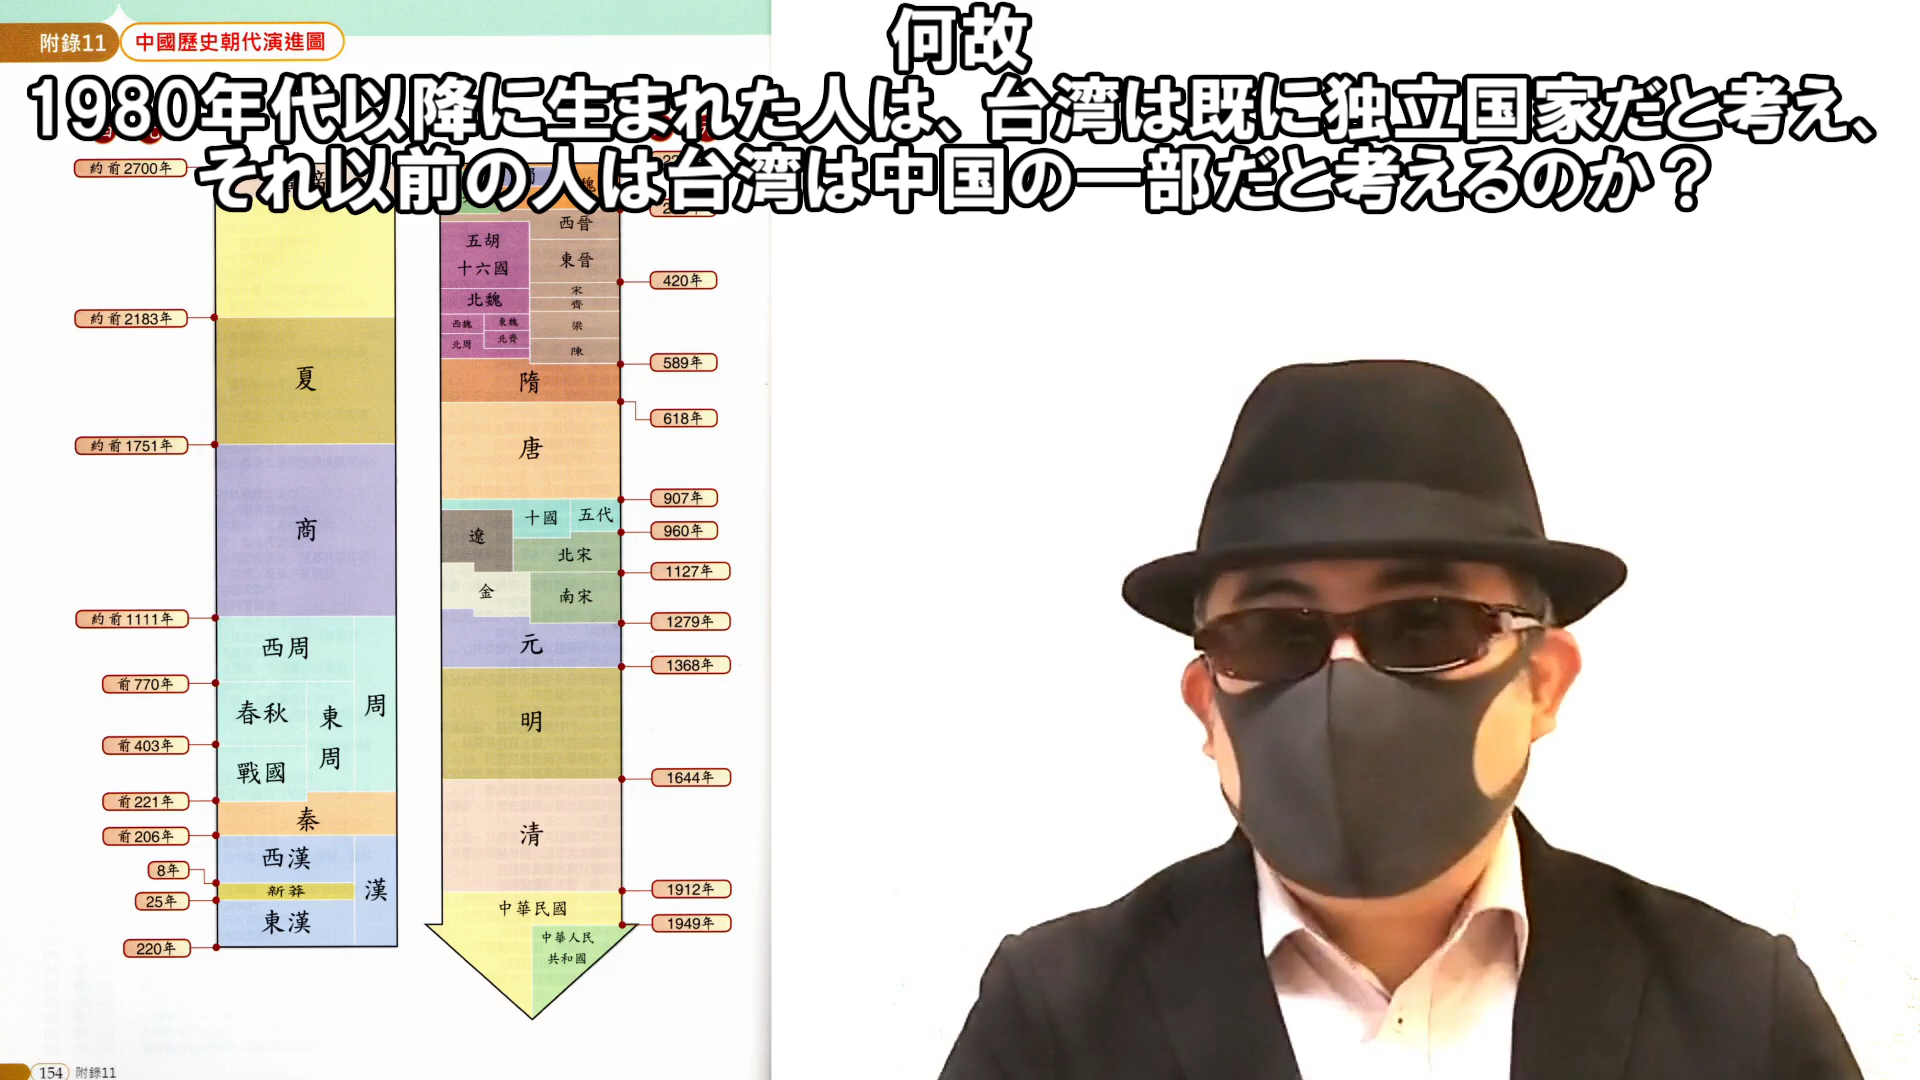 何故
1980年代以降に生まれた人は、台湾は既に独立国家だと考え、
それ以前の人は台湾は中国の一部だと考えるのか？
附錄11
中國歷史朝代演進圖
約前2700年
約前2183年
夏
約前1751年
商
約前1111年
西周
周
前770年
春秋
東周
前403年
戰國
前221年
秦
前206年
西漢
漢
8年
新莽
25年
東漢
220年
西晉
五胡
十六國
東晉
420年
北魏
宋
齊
西魏
東魏
梁
北周
北齊
陳
589年
隋
618年
唐
907年
十國
五代
960年
遼
北宋
1127年
金
南宋
1279年
元
1368年
明
1644年
清
1912年
中華民國
1949年
中華人民
共和國
154
附錄11